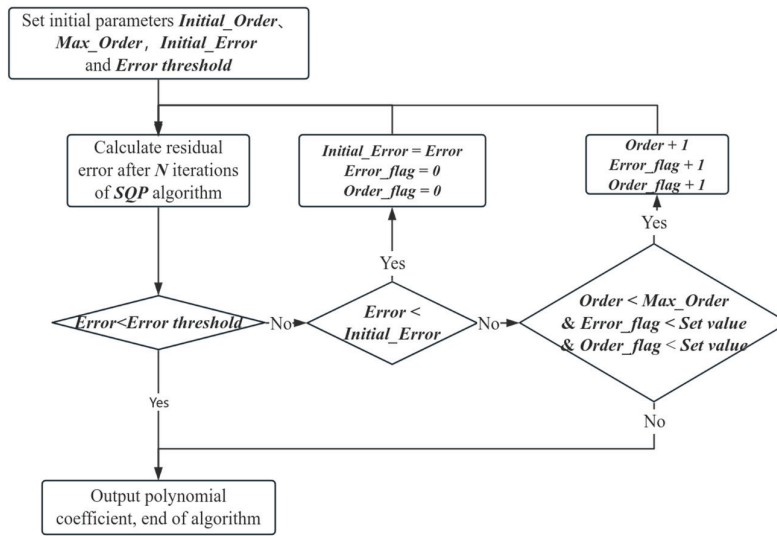 Set initial parameters Initial_Order、
Max_Order，Initial_Error
and Error threshold
Calculate residual
error after N iterations
of SQP algorithm
Initial_Error = Error
Error_flag = 0
Order_flag = 0
Order + 1
Error_flag + 1
Order_flag + 1
Yes
Yes
Error<Error threshold
No
Error <
Initial_Error
No
Order < Max_Order
& Error_flag < Set value
& Order_flag < Set value
Yes
No
Output polynomial
coefficient, end of algorithm